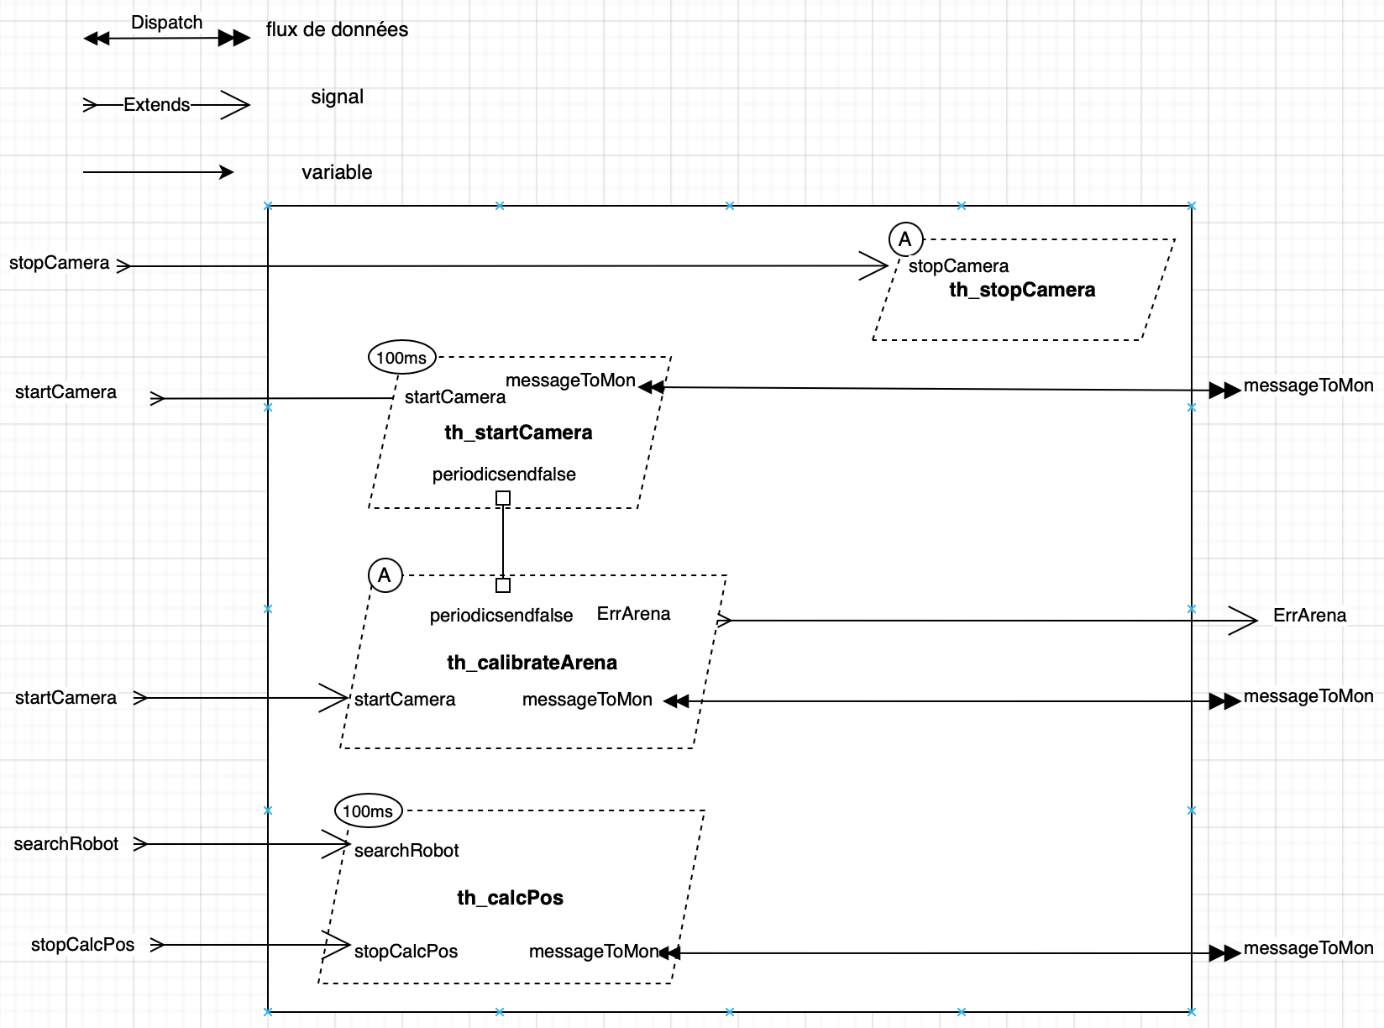 Dispatch
flux de données
Extends
signal
variable
A
stopCamera
stopCamera
th_stopCamera
100ms
messageToMon
messageToMon
startCamera
startCamera
th_startCamera
periodicsendfalse
A
periodicsendfalse
ErrArena
ErrArena
th_calibrateArena
startCamera
startCamera
messageToMon
messageToMon
100ms
searchRobot
searchRobot
th_calcPos
stopCalcPos
stopCalcPos
messageToMon
messageToMon